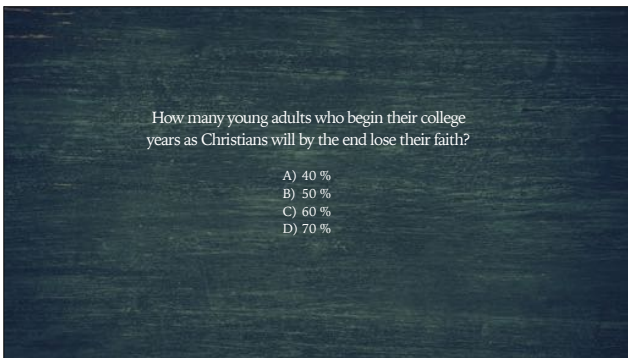 How many young adults who begin their college
years as Christians will by the end lose their faith?
A) 40 %
B) 50 %
C) 60 %
D) 70 %